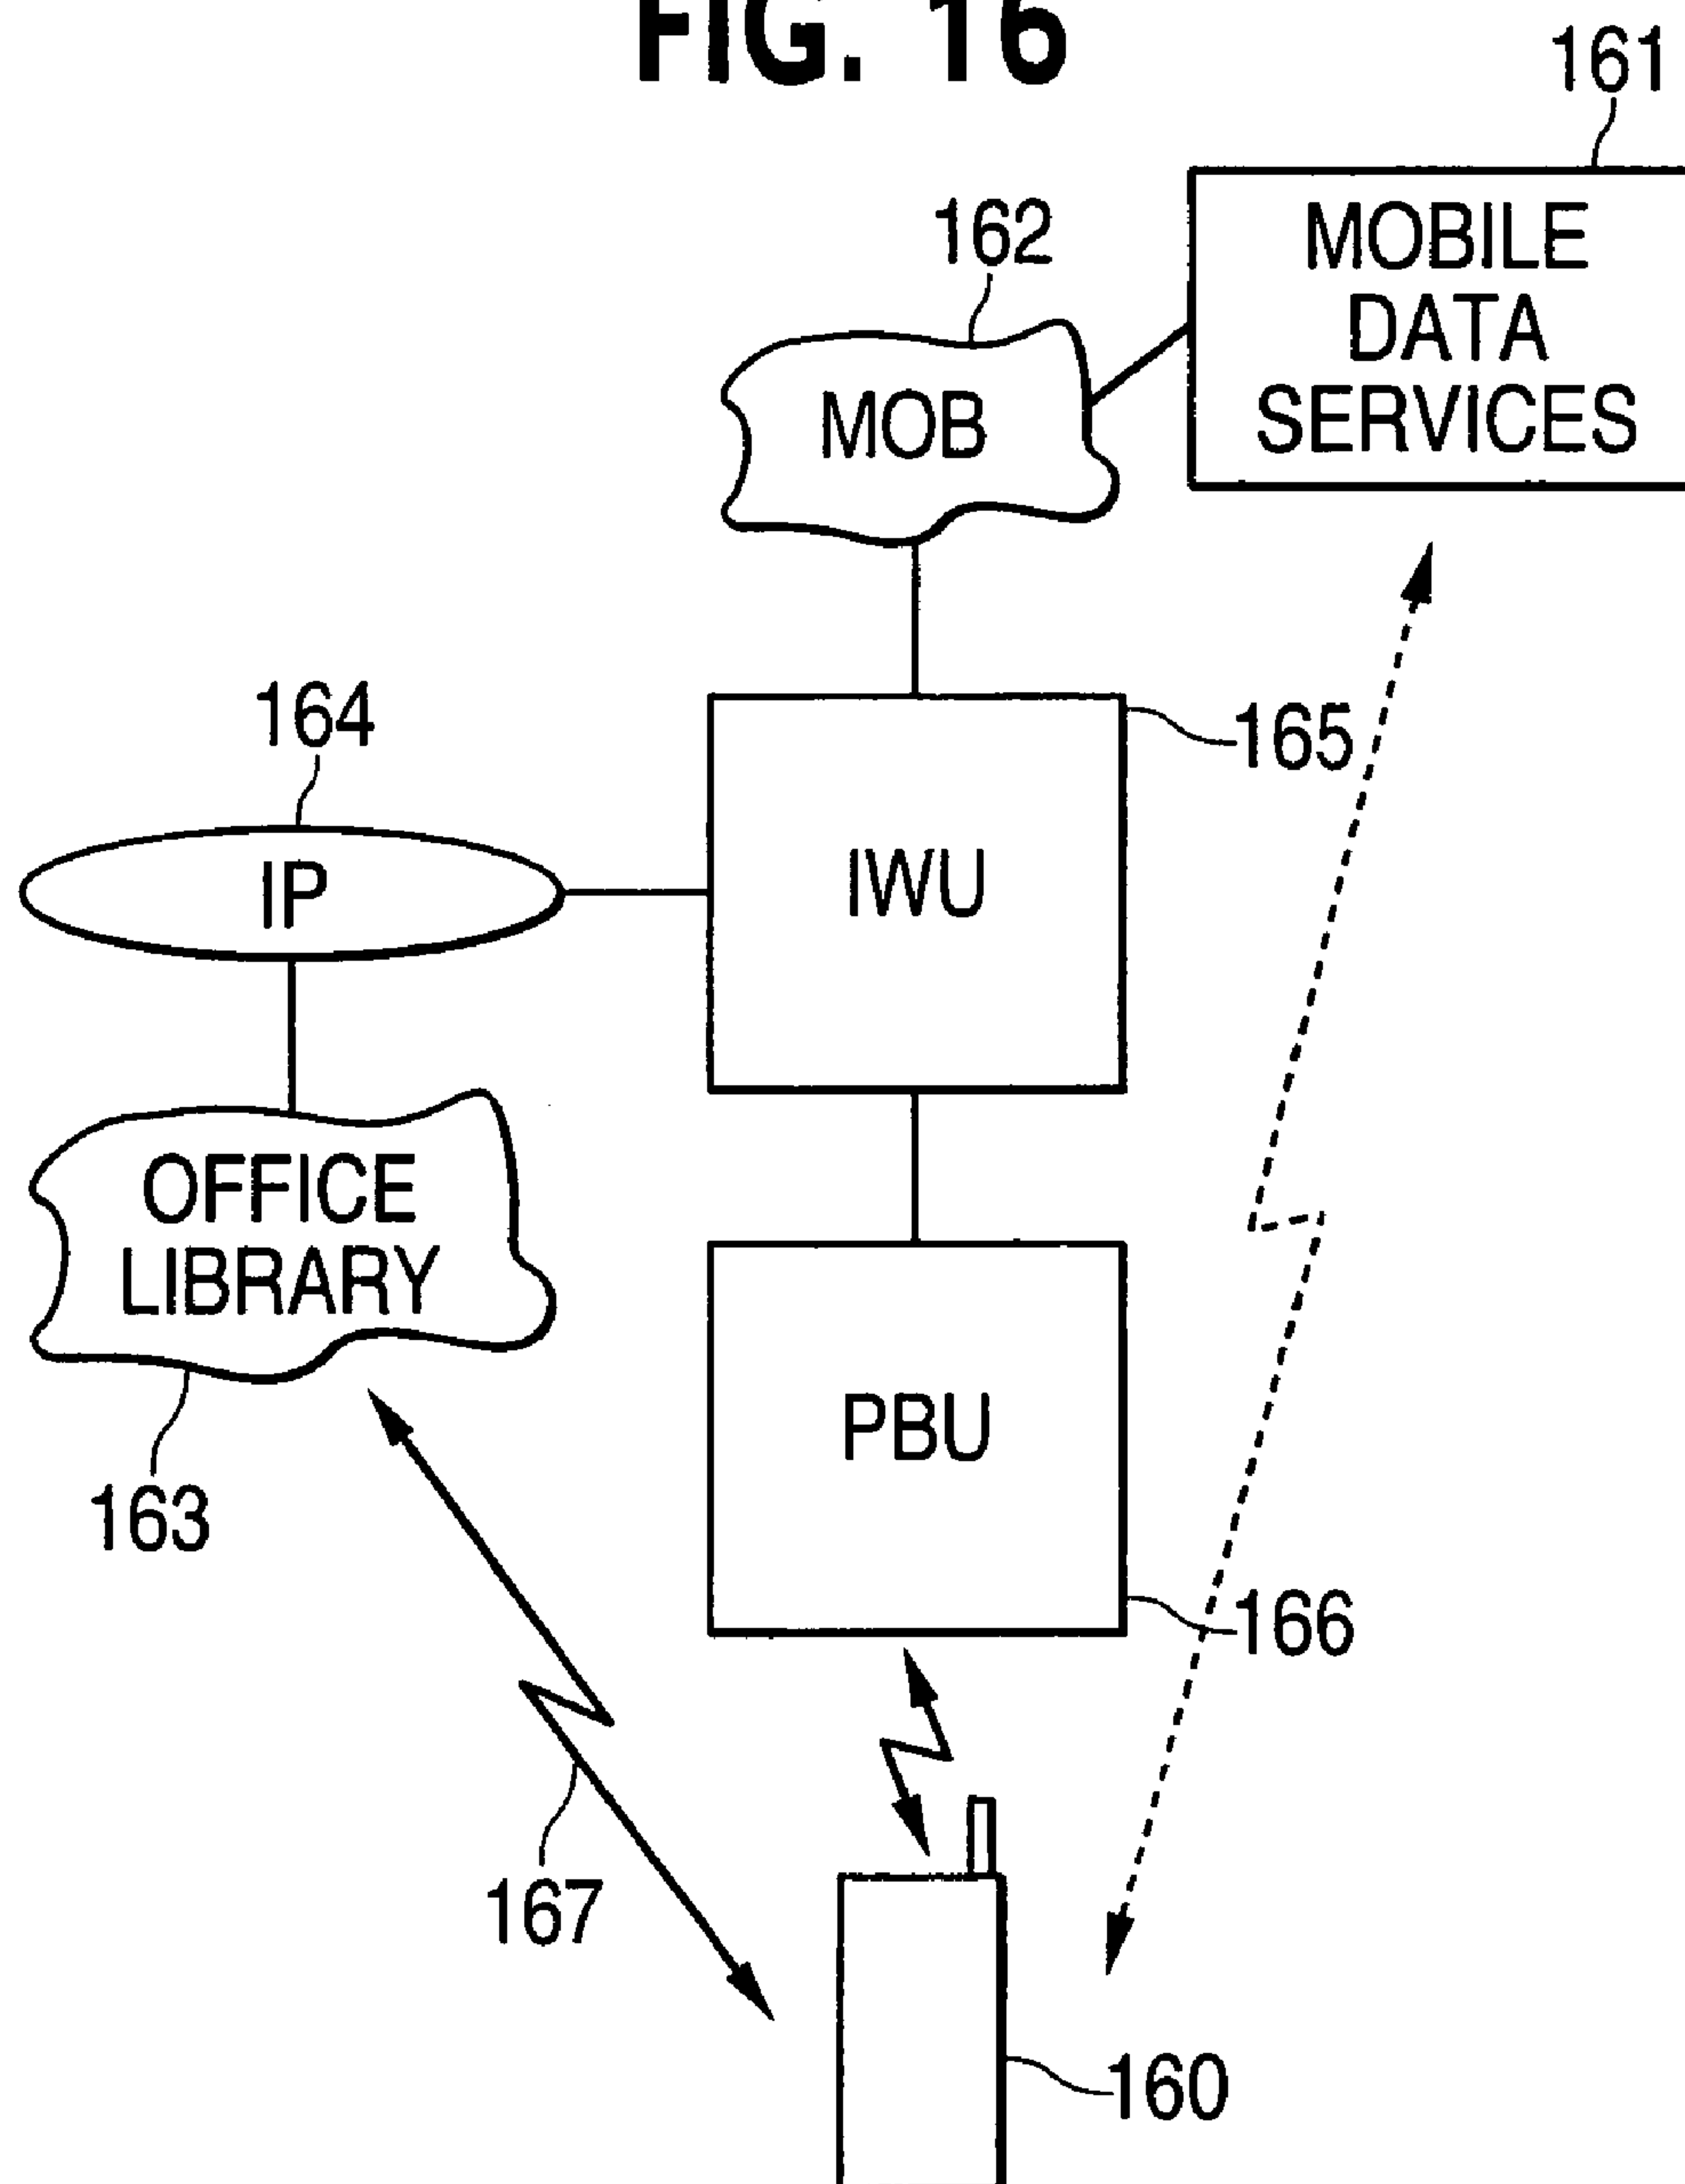 FIG. 16
161
MOBILE
DATA
SERVICES
162
MOB
164
165
IP
IWU
OFFICE
LIBRARY
PBU
163
166
167
160